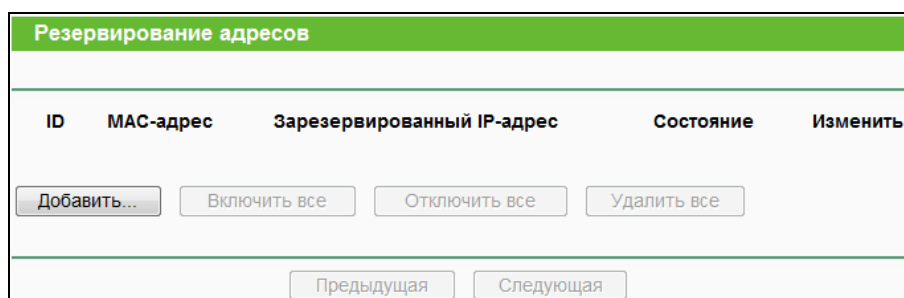 Резервирование адресов
ID MAC-адрес Зарезервированный IP-адрес Состояние Изменить
Добавить... Включить все Отключить все Удалить все
Предыдущая Следующая